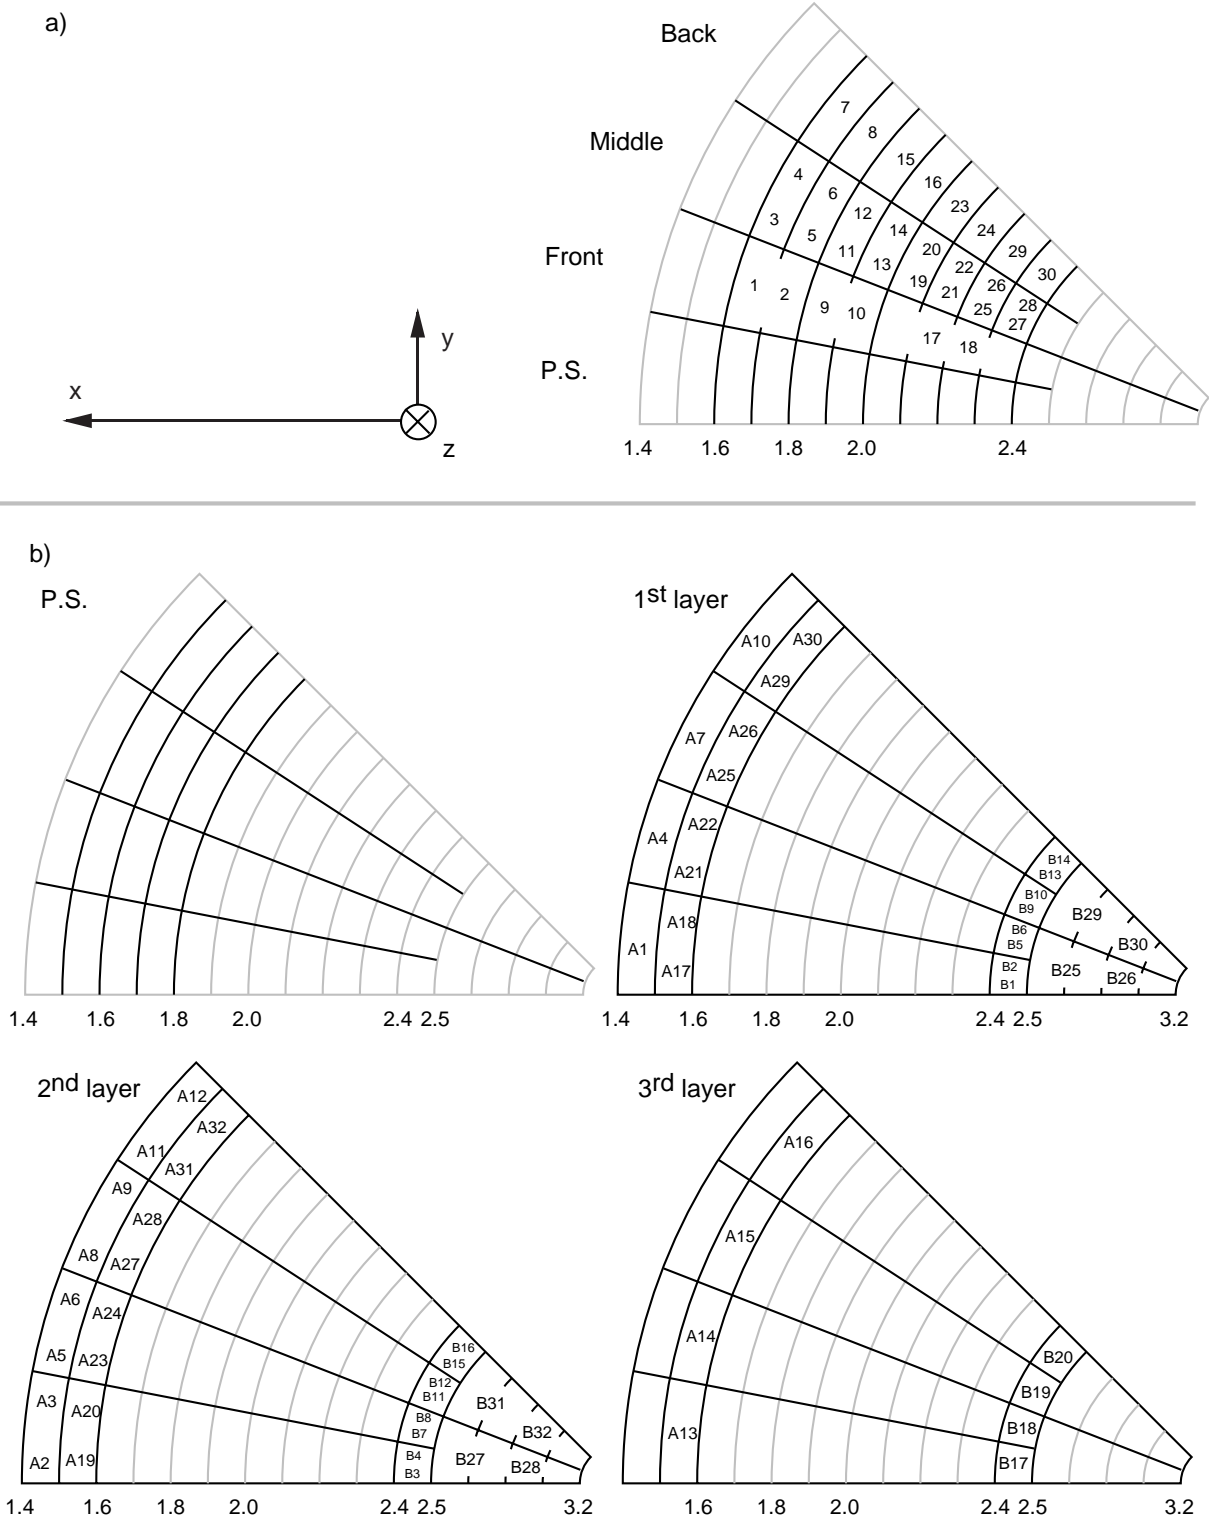 a)
Back
Middle
Front
P.S.
x
y
z
7
8
15
16
23
24
29
30
4
6
12
14
20
22
26
28
3
5
11
13
19
21
25
27
1
2
9
10
17
18
1.4
1.6
1.8
2.0
2.4
b)
P.S.
1.4
1.6
1.8
2.0
2.4
2.5
1st layer
A10
A30
A29
A7
A26
A25
A4
A22
A21
A1
A18
A17
B14
B13
B10
B9
B6
B5
B2
B1
B29
B30
B25
B26
1.4
1.6
1.8
2.0
2.4
2.5
3.2
2nd layer
A12
A32
A11
A31
A9
A28
A8
A27
A6
A24
A5
A23
A3
A20
A2
A19
B16
B15
B12
B11
B8
B7
B4
B3
B31
B32
B27
B28
1.4
1.6
1.8
2.0
2.4
2.5
3.2
3rd layer
A16
A15
A14
A13
B20
B19
B18
B17
1.6
1.8
2.0
2.4
2.5
3.2